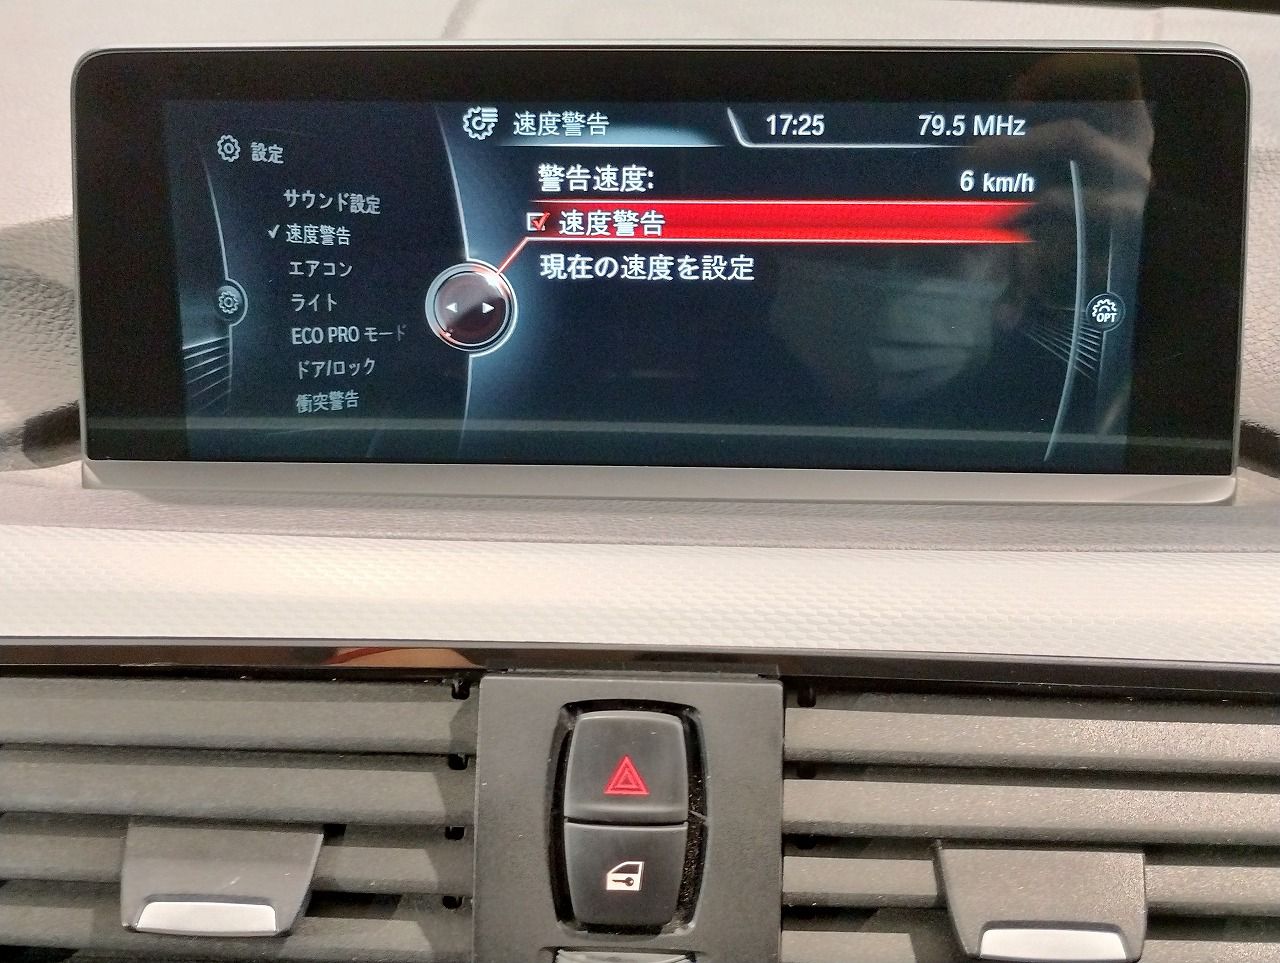 速度警告
17:25
79.5 MHz
設定
サウンド設定
速度警告
エアコン
ライト
ECO PRO モード
ドア/ロック
衝突警告
警告速度:
6 km/h
速度警告
現在の速度を設定
OPT